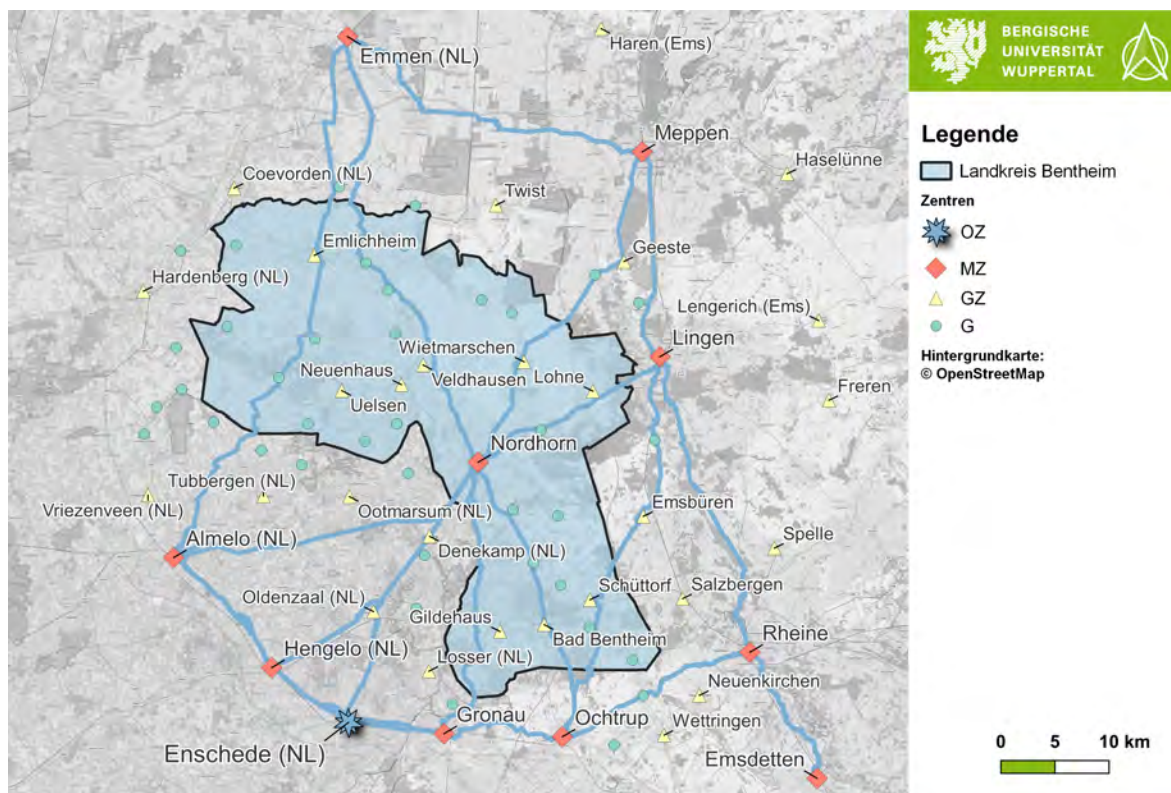 Emmen (NL)
Haren (Ems)
Meppen
Haselünne
Coevorden (NL)
Twist
Emlichheim
Geeste
Hardenberg (NL)
Lengerich (Ems)
Lingen
Wietmarschen
Neuenhaus
Veldhausen
Lohne
Uelsen
Freren
Nordhorn
Tubbergen (NL)
Vriezenveen (NL)
Ootmarsum (NL)
Emsbüren
Almelo (NL)
Denekamp (NL)
Spelle
Oldenzaal (NL)
Schüttorf
Salzbergen
Gildehaus
Bad Bentheim
Rheine
Hengelo (NL)
Losser (NL)
Neuenkirchen
Gronau
Ochtrup
Wettringen
Enschede (NL)
Emsdetten
BERGISCHE
UNIVERSITÄT
WUPPERTAL
Legende
Landkreis Bentheim
Zentren
OZ
MZ
GZ
G
Hintergrundkarte:
© OpenStreetMap
0 5 10 km